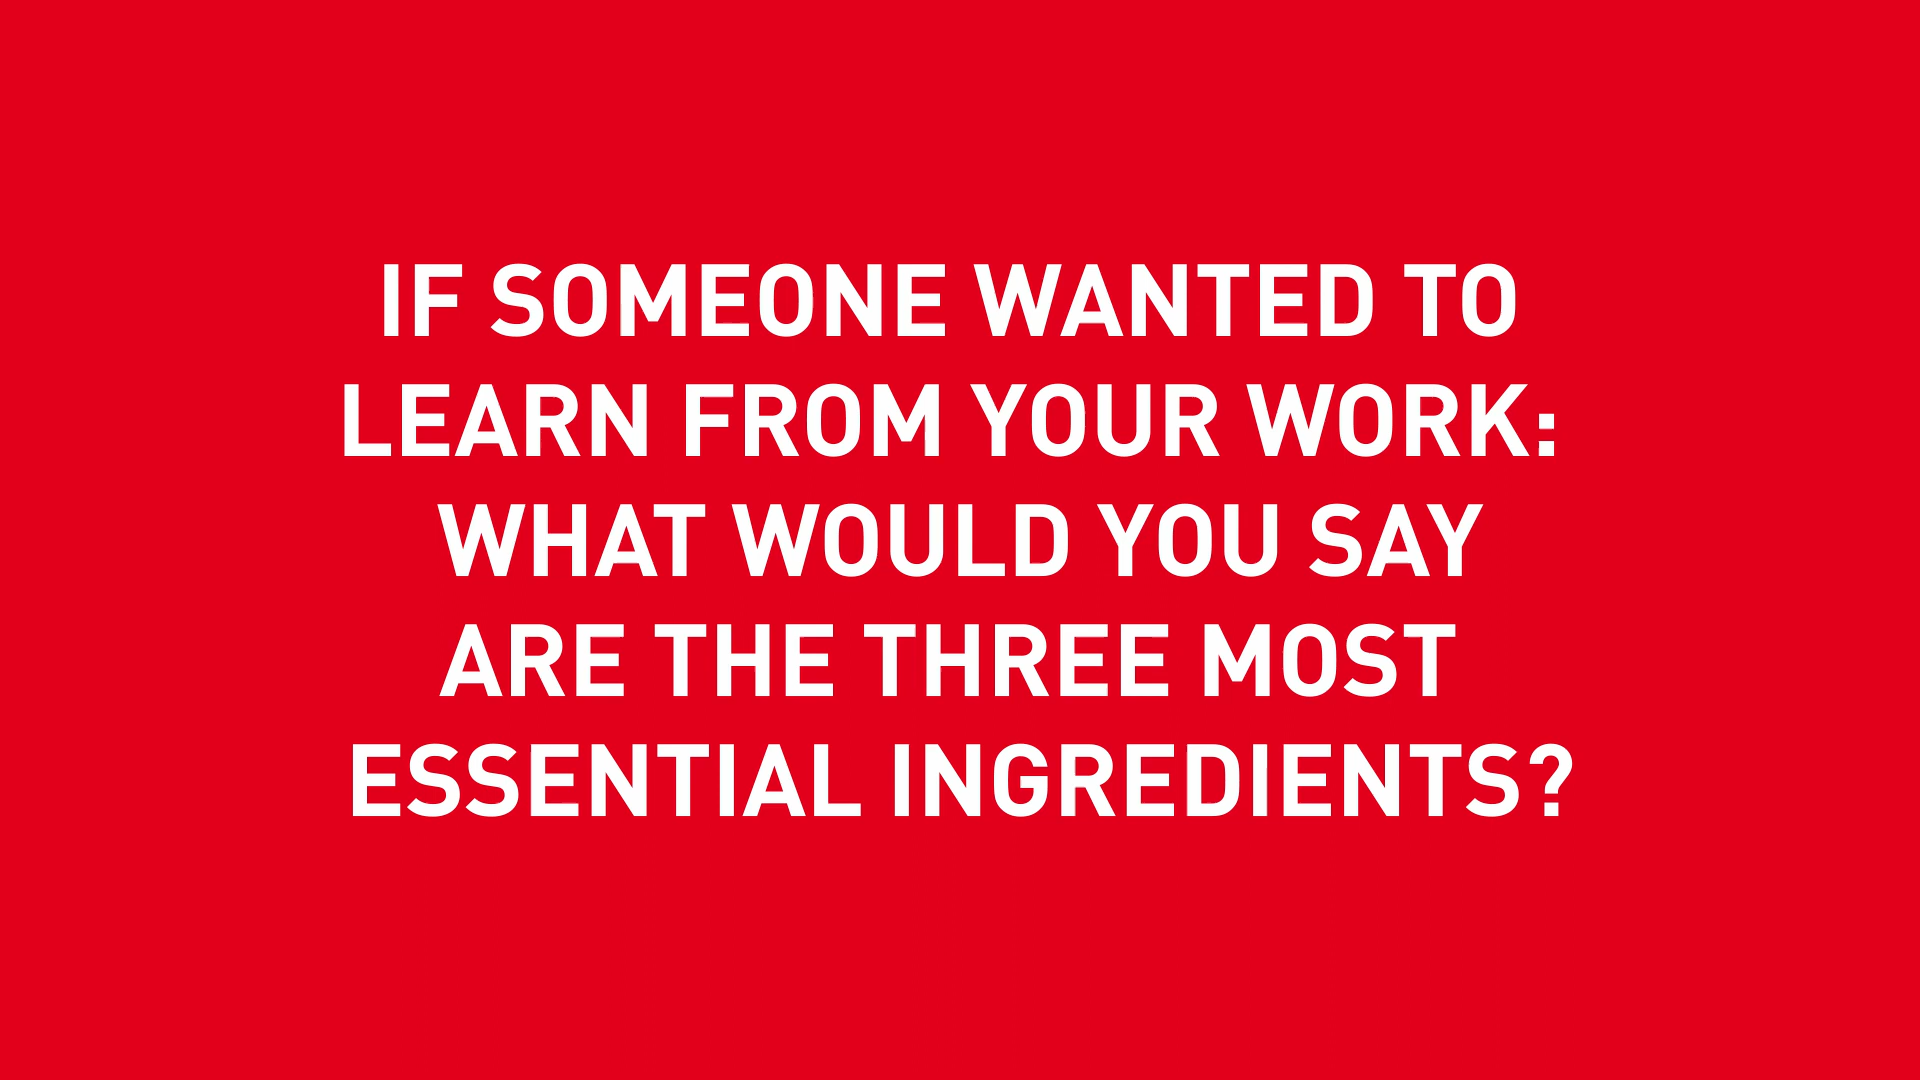 IF SOMEONE WANTED TO
LEARN FROM YOUR WORK:
WHAT WOULD YOU SAY
ARE THE THREE MOST
ESSENTIAL INGREDIENTS?